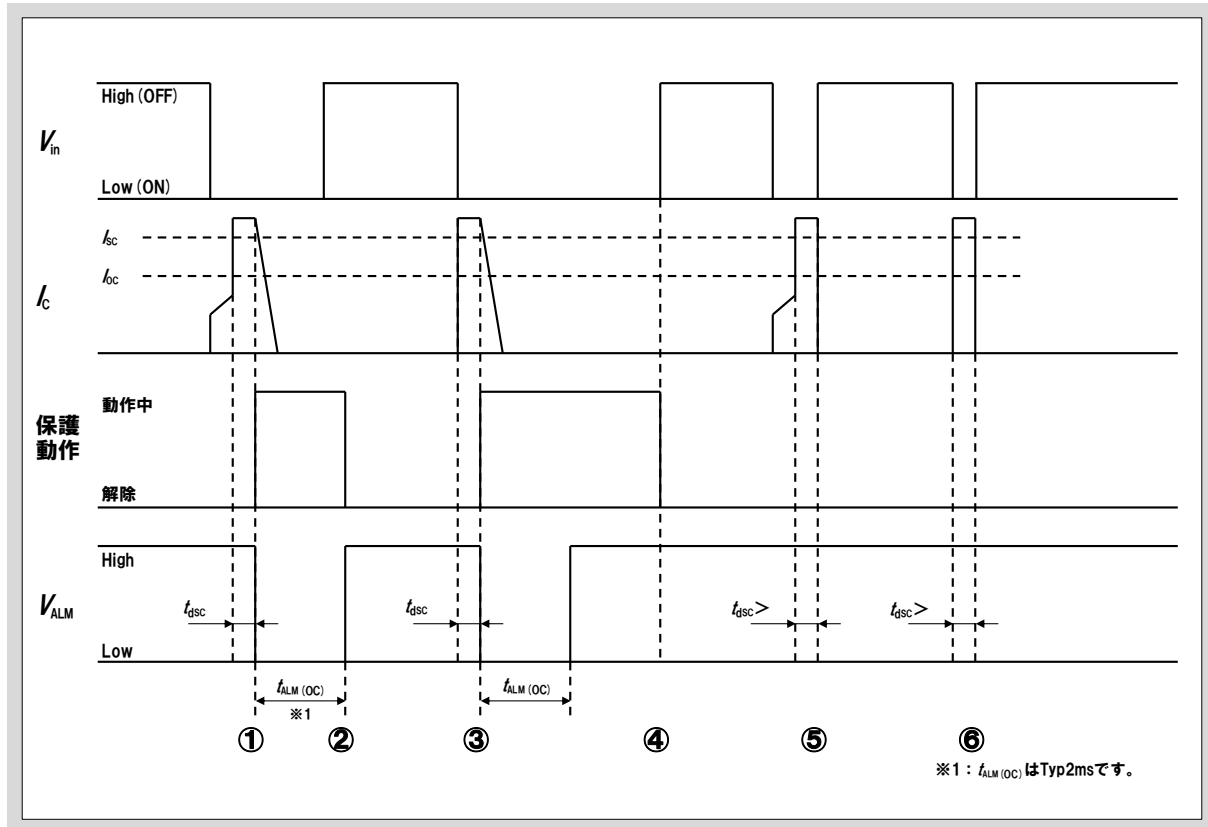 High(OFF)
Vin
Low(ON)
ISC
IOC
IC
動作中
保護
動作
解除
High
VALM
tdsc
tdsc
tdsc>
tdsc>
Low
tALM(OC)
※1
tALM(OC)
① ② ③ ④ ⑤ ⑥
※1:tALM(OC)はTyp2msです。